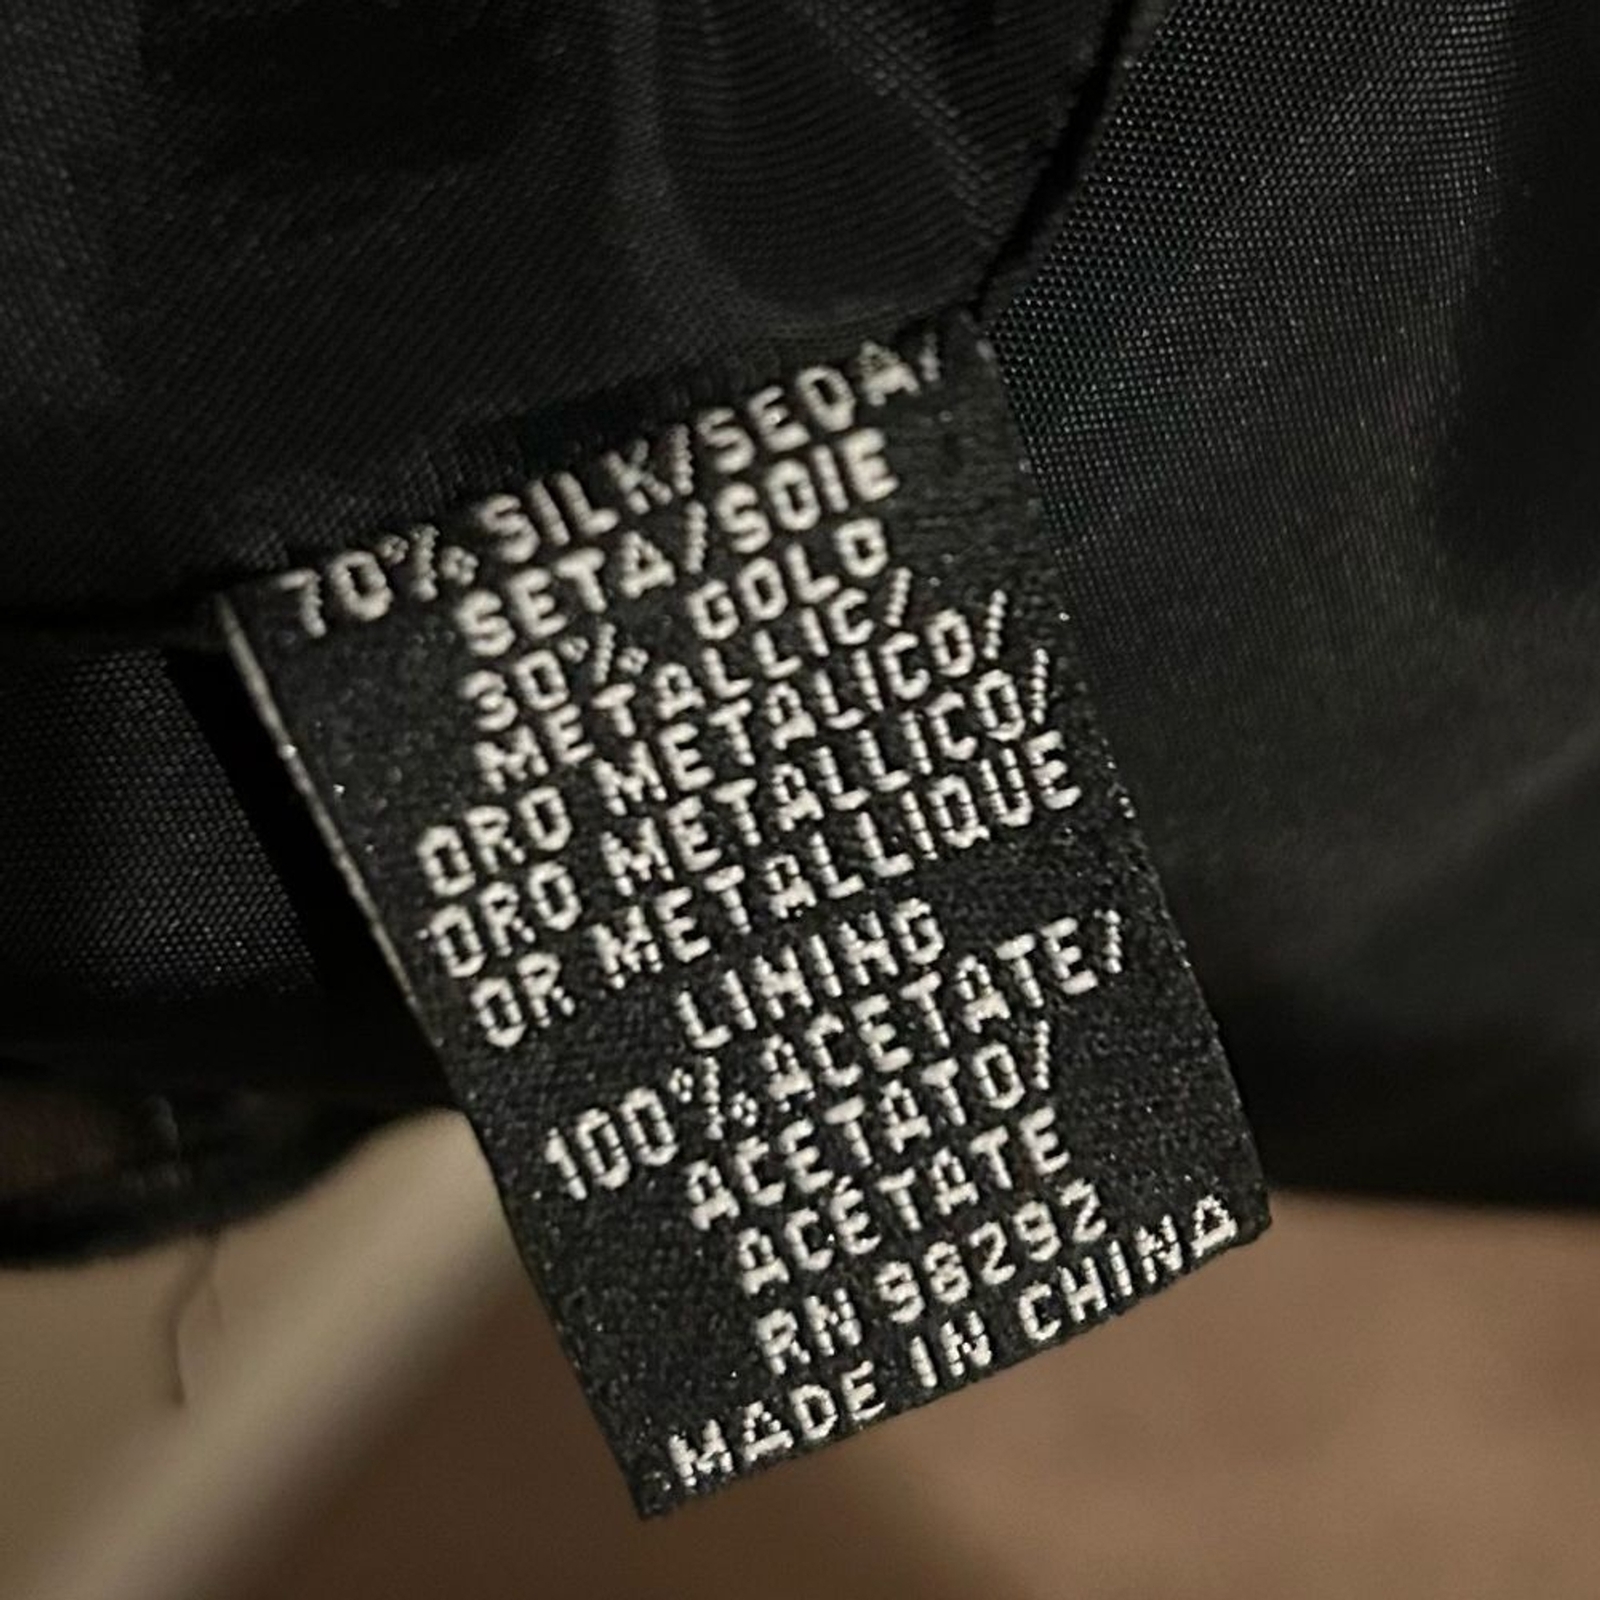 70% SILK/SEDA/
SETA/SOIE
30% GOLD
METALLIC/
ORO METALICO/
ORO METALLICO/
OR METALLIQUE
LINING
100% ACETATE/
ACETATO/
ACÉTATE
RN 98292
MADE IN CHINA